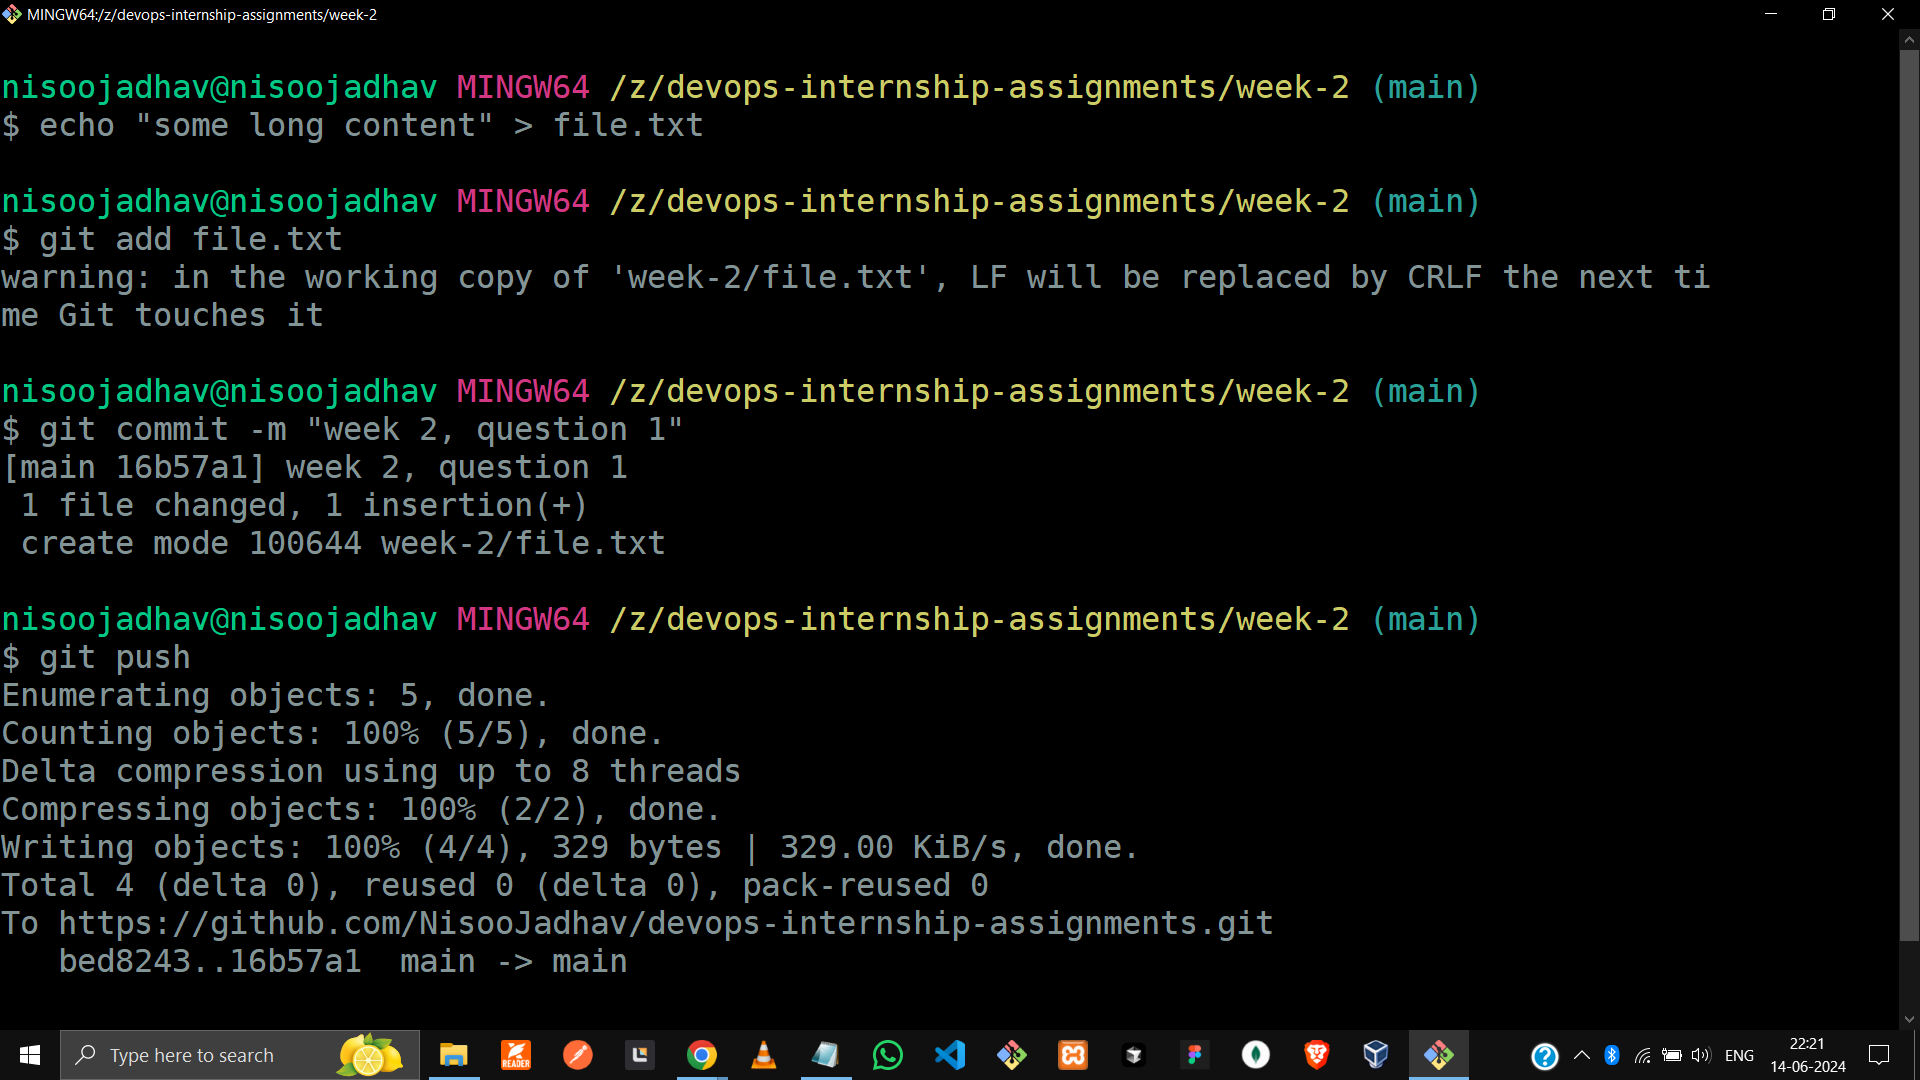 MINGW64:/z/devops-internship-assignments/week-2
nisoojadhav@nisoojadhav MINGW64 /z/devops-internship-assignments/week-2 (main)
$ echo "some long content" > file.txt
nisoojadhav@nisoojadhav MINGW64 /z/devops-internship-assignments/week-2 (main)
$ git add file.txt
warning: in the working copy of 'week-2/file.txt', LF will be replaced by CRLF the next ti
me Git touches it
nisoojadhav@nisoojadhav MINGW64 /z/devops-internship-assignments/week-2 (main)
$ git commit -m "week 2, question 1"
[main 16b57a1] week 2, question 1
 1 file changed, 1 insertion(+)
 create mode 100644 week-2/file.txt
nisoojadhav@nisoojadhav MINGW64 /z/devops-internship-assignments/week-2 (main)
$ git push
Enumerating objects: 5, done.
Counting objects: 100% (5/5), done.
Delta compression using up to 8 threads
Compressing objects: 100% (2/2), done.
Writing objects: 100% (4/4), 329 bytes | 329.00 KiB/s, done.
Total 4 (delta 0), reused 0 (delta 0), pack-reused 0
To https://github.com/NisooJadhav/devops-internship-assignments.git
   bed8243..16b57a1  main -> main
Type here to search
READER
ENG
22:21
14-06-2024